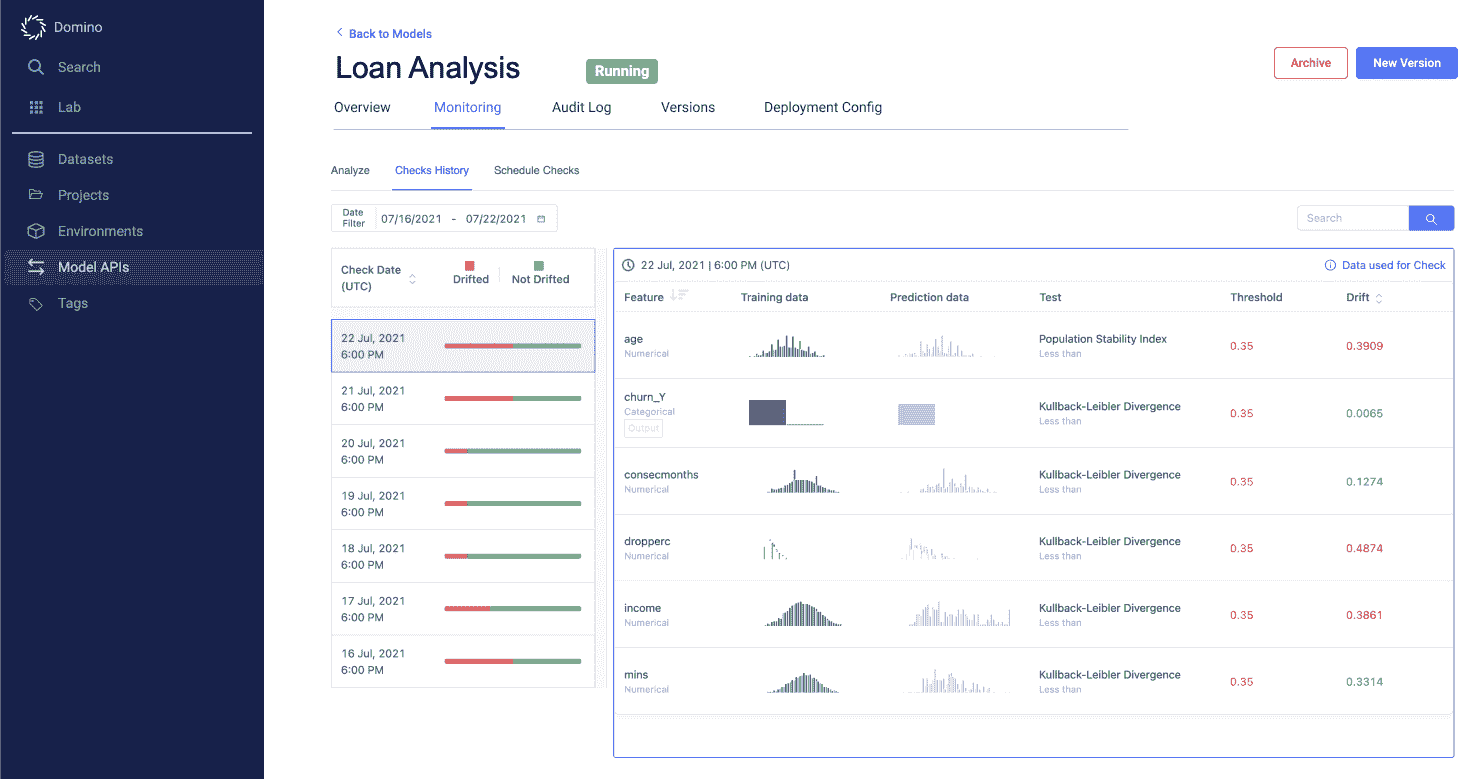 Domino
Search
Lab
Datasets
Projects
Environments
Model APIs
Tags
Back to Models
Loan Analysis
Running
Archive
New Version
Overview Monitoring Audit Log Versions Deployment Config
Analyze Checks History Schedule Checks
Date
Filter
07/16/2021 - 07/22/2021
Search
Check Date
(UTC)
Drifted Not Drifted
22 Jul, 2021
6:00 PM
21 Jul, 2021
6:00 PM
20 Jul, 2021
6:00 PM
19 Jul, 2021
6:00 PM
18 Jul, 2021
6:00 PM
17 Jul, 2021
6:00 PM
16 Jul, 2021
6:00 PM
22 Jul, 2021 | 6:00 PM (UTC) Data used for Check
Feature Training data Prediction data Test Threshold Drift
age Population Stability Index
Numerical Less than 0.35 0.3909
churn_Y
Categorical Kullback-Leibler Divergence 0.35 0.0065
Output Less than
consecmonths Kullback-Leibler Divergence
Numerical Less than 0.35 0.1274
dropperc Kullback-Leibler Divergence
Numerical Less than 0.35 0.4874
income Kullback-Leibler Divergence
Numerical Less than 0.35 0.3861
mins Kullback-Leibler Divergence
Numerical Less than 0.35 0.3314